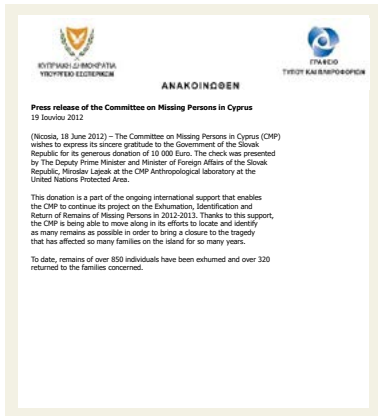 ΚΥΠΡΙΑΚΗ ΔΗΜΟΚΡΑΤΙΑ
ΥΠΟΥΡΓΕΙΟ ΕΣΩΤΕΡΙΚΩΝ
ΓΡΑΦΕΙΟ
ΤΥΠΟΥ ΚΑΙ ΠΛΗΡΟΦΟΡΙΩΝ
ΑΝΑΚΟΙΝΩΘΕΝ
Press release of the Committee on Missing Persons in Cyprus
19 Ιουνίου 2012
(Nicosia, 18 June 2012) – The Committee on Missing Persons in Cyprus (CMP)
wishes to express its sincere gratitude to the Government of the Slovak
Republic for its generous donation of 10 000 Euro. The check was presented
by The Deputy Prime Minister and Minister of Foreign Affairs of the Slovak
Republic, Miroslav Lajeak at the CMP Anthropological laboratory at the
United Nations Protected Area.
This donation is a part of the ongoing international support that enables
the CMP to continue its project on the Exhumation, Identification and
Return of Remains of Missing Persons in 2012-2013. Thanks to this support,
the CMP is being able to move along in its efforts to locate and identify
as many remains as possible in order to bring a closure to the tragedy
that has affected so many families on the island for so many years.
To date, remains of over 850 individuals have been exhumed and over 320
returned to the families concerned.